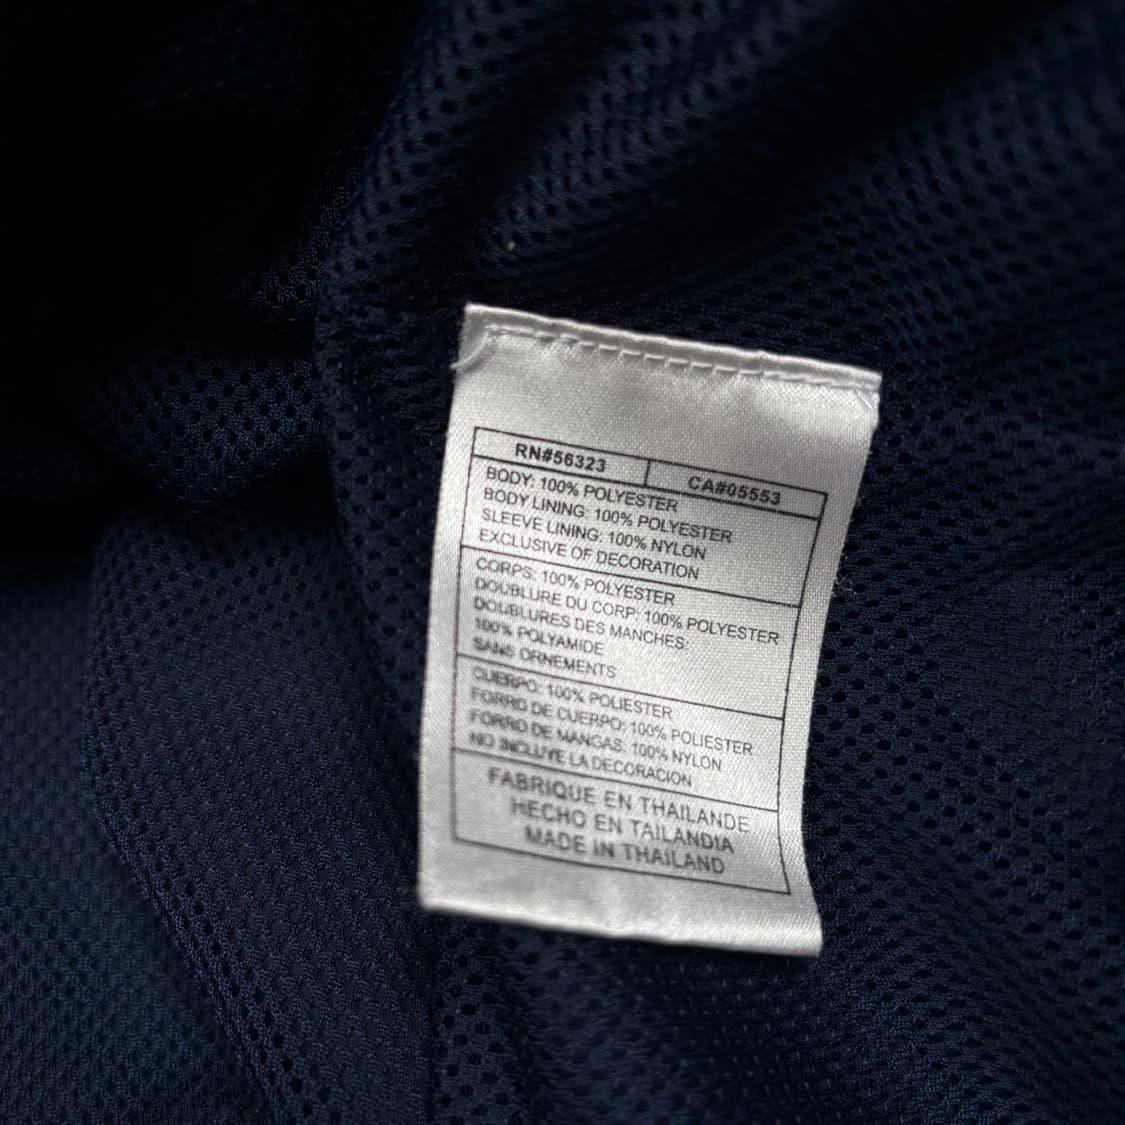 RN#56323 CA#05553
BODY: 100% POLYESTER
BODY LINING: 100% POLYESTER
SLEEVE LINING: 100% NYLON
EXCLUSIVE OF DECORATION
CORPS: 100% POLYESTER
DOUBLURE DU CORP: 100% POLYESTER
DOUBLURES DES MANCHES:
100% POLYAMIDE
SANS ORNEMENTS
CUERPO: 100% POLIESTER
FORRO DE CUERPO: 100% POLIESTER
FORRO DE MANGAS: 100% NYLON
NO INCLUYE LA DECORACION
FABRIQUE EN THAILANDE
HECHO EN TAILANDIA
MADE IN THAILAND